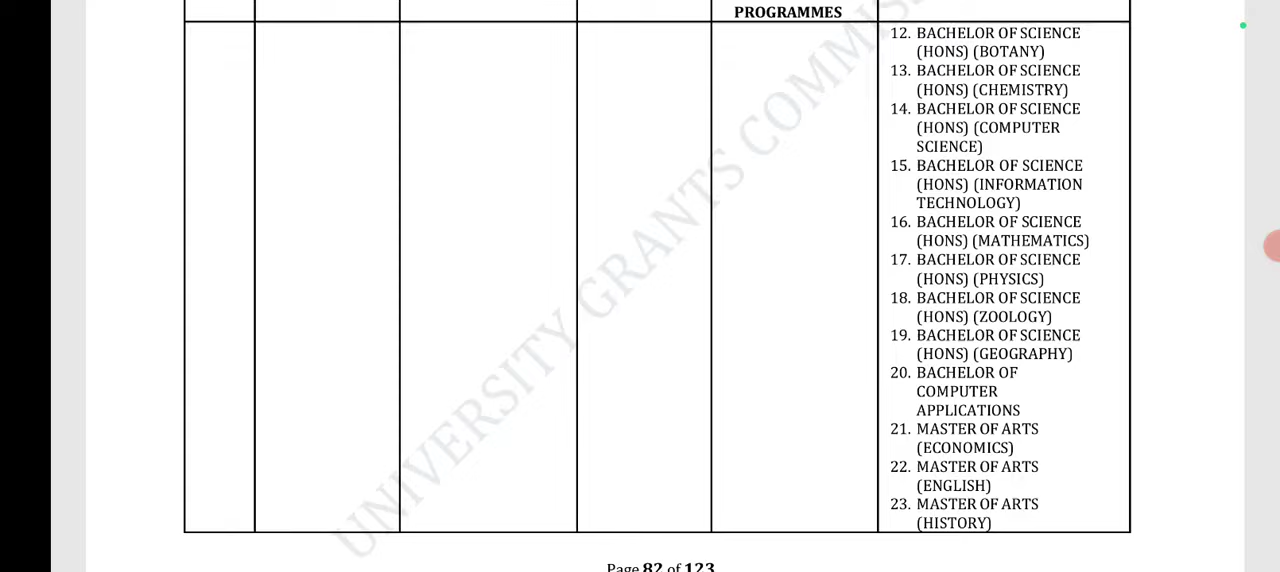 PROGRAMMES
12. BACHELOR OF SCIENCE
(HONS) (BOTANY)
13. BACHELOR OF SCIENCE
(HONS) (CHEMISTRY)
14. BACHELOR OF SCIENCE
(HONS) (COMPUTER
SCIENCE)
15. BACHELOR OF SCIENCE
(HONS) (INFORMATION
TECHNOLOGY)
16. BACHELOR OF SCIENCE
(HONS) (MATHEMATICS)
17. BACHELOR OF SCIENCE
(HONS) (PHYSICS)
18. BACHELOR OF SCIENCE
(HONS) (ZOOLOGY)
19. BACHELOR OF SCIENCE
(HONS) (GEOGRAPHY)
20. BACHELOR OF
COMPUTER
APPLICATIONS
21. MASTER OF ARTS
(ECONOMICS)
22. MASTER OF ARTS
(ENGLISH)
23. MASTER OF ARTS
(HISTORY)
UNIVERSITY GRANTS COMMIS
Page 82 of 123